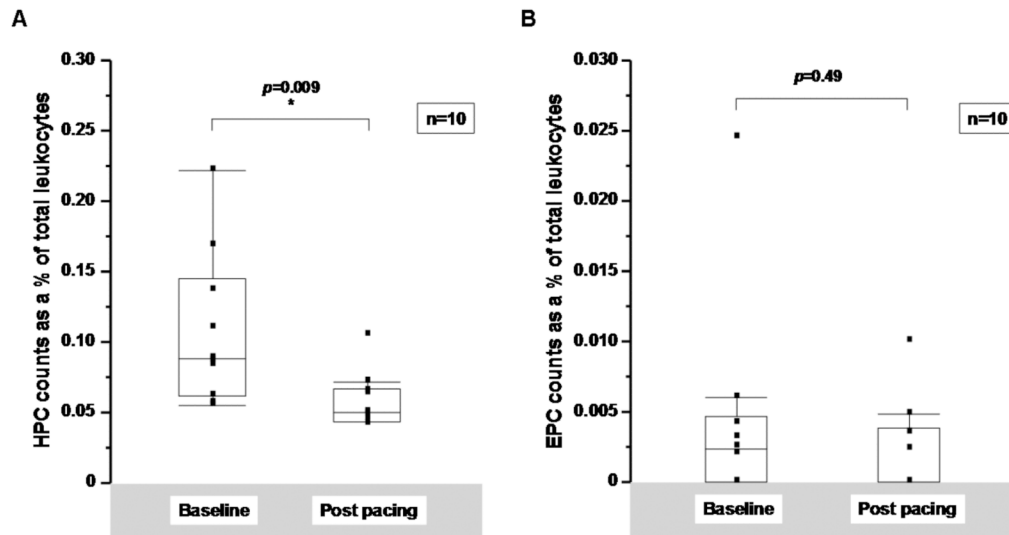 A
HPC counts as a % of total leukocytes
0.30
0.25
0.20
0.15
0.10
0.05
0
p=0.009
*
n=10
Baseline
Post pacing
B
EPC counts as a % of total leukocytes
0.030
0.025
0.020
0.015
0.010
0.005
0
p=0.49
n=10
Baseline
Post pacing